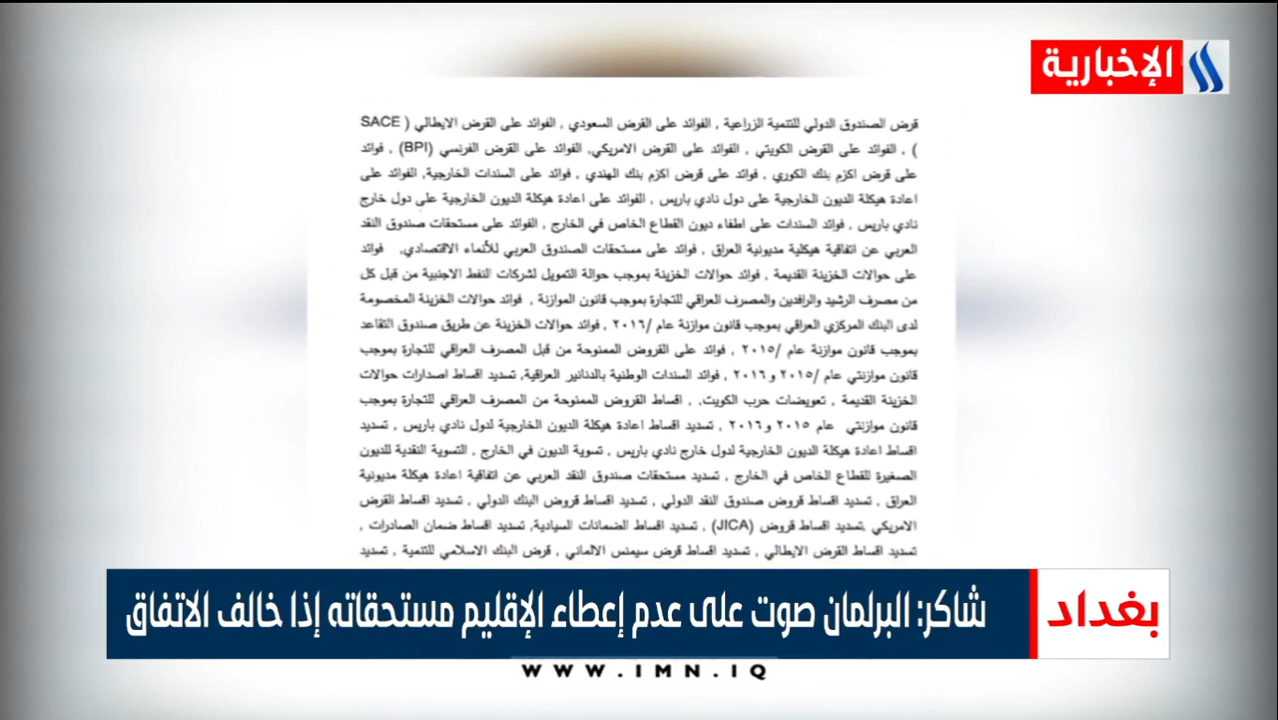 الإخبارية
قرض الصندوق الدولي للتنمية الزراعية , الفوائد على القرض السعودي , الفوائد على القرض الايطالي ( SACE
) , الفوائد على القرض الكويتي , الفوائد على القرض الامريكي, الفوائد على القرض الفرنسي (BPI) , فوائد
على قرض اكزم بنك الكوري , فوائد على قرض اكزم بنك الهندي , فوائد على السندات الخارجية, الفوائد على
اعادة هيكلة الديون الخارجية على دول نادي باريس , الفوائد على اعادة هيكلة الديون الخارجية على دول خارج
نادي باريس , فوائد السندات على اطفاء ديون القطاع الخاص في الخارج , الفوائد على مستحقات صندوق النقد
العربي عن اتفاقية هيكلية مديونية العراق , فوائد على مستحقات الصندوق العربي للأنماء الاقتصادي, فوائد
على حوالات الخزينة القديمة , فوائد حوالات الخزينة بموجب حوالة التمويل لشركات النفط الاجنبية من قبل كل
من مصرف الرشيد والرافدين والمصرف العراقي للتجارة بموجب قانون الموازنة , فوائد حوالات الخزينة المخصومة
لدى البنك المركزي العراقي بموجب قانون موازنة عام /٢٠١٦ , فوائد حوالات الخزينة عن طريق صندوق التقاعد
بموجب قانون موازنة عام /٢٠١٥ , فوائد على القروض الممنوحة من قبل المصرف العراقي للتجارة بموجب
قانون موازنتي عام /٢٠١٥ و ٢٠١٦ , فوائد السندات الوطنية بالدنانير العراقية, تسديد اقساط اصدارات حوالات
الخزينة القديمة , تعويضات حرب الكويت, , اقساط القروض الممنوحة من المصرف العراقي للتجارة بموجب
قانون موازنتي عام ٢٠١٥ و ٢٠١٦ , تسديد اقساط اعادة هيكلة الديون الخارجية لدول نادي باريس , تسديد
اقساط اعادة هيكلة الديون الخارجية لدول خارج نادي باريس , تسوية الديون في الخارج , التسوية النقدية للديون
الصغيرة للقطاع الخاص في الخارج , تسديد مستحقات صندوق النقد العربي عن اتفاقية اعادة هيكلة مديونية
العراق , تسديد اقساط قروض صندوق النقد الدولي , تسديد اقساط قروض البنك الدولي , تسديد اقساط القرض
الامريكي ,تسديد اقساط قروض (JICA) , تسديد اقساط الضمانات السيادية, تسديد اقساط ضمان الصادرات ,
تسديد اقساط القرض الايطالي , تسديد اقساط قرض سيمنس الالماني , قرض البنك الاسلامي للتنمية , تسديد
بغداد
شاكر: البرلمان صوت على عدم إعطاء الإقليم مستحقاته إذا خالف الاتفاق
WWW.IMN.IQ